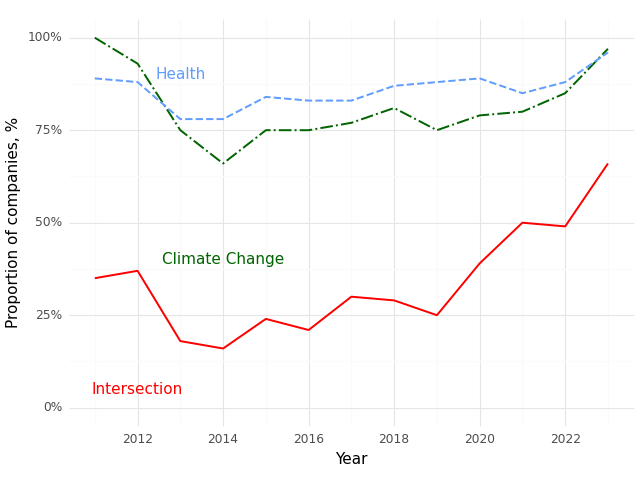 100%
75%
50%
25%
0%
Proportion of companies, %
Health
Climate Change
Intersection
2012 2014 2016 2018 2020 2022
Year